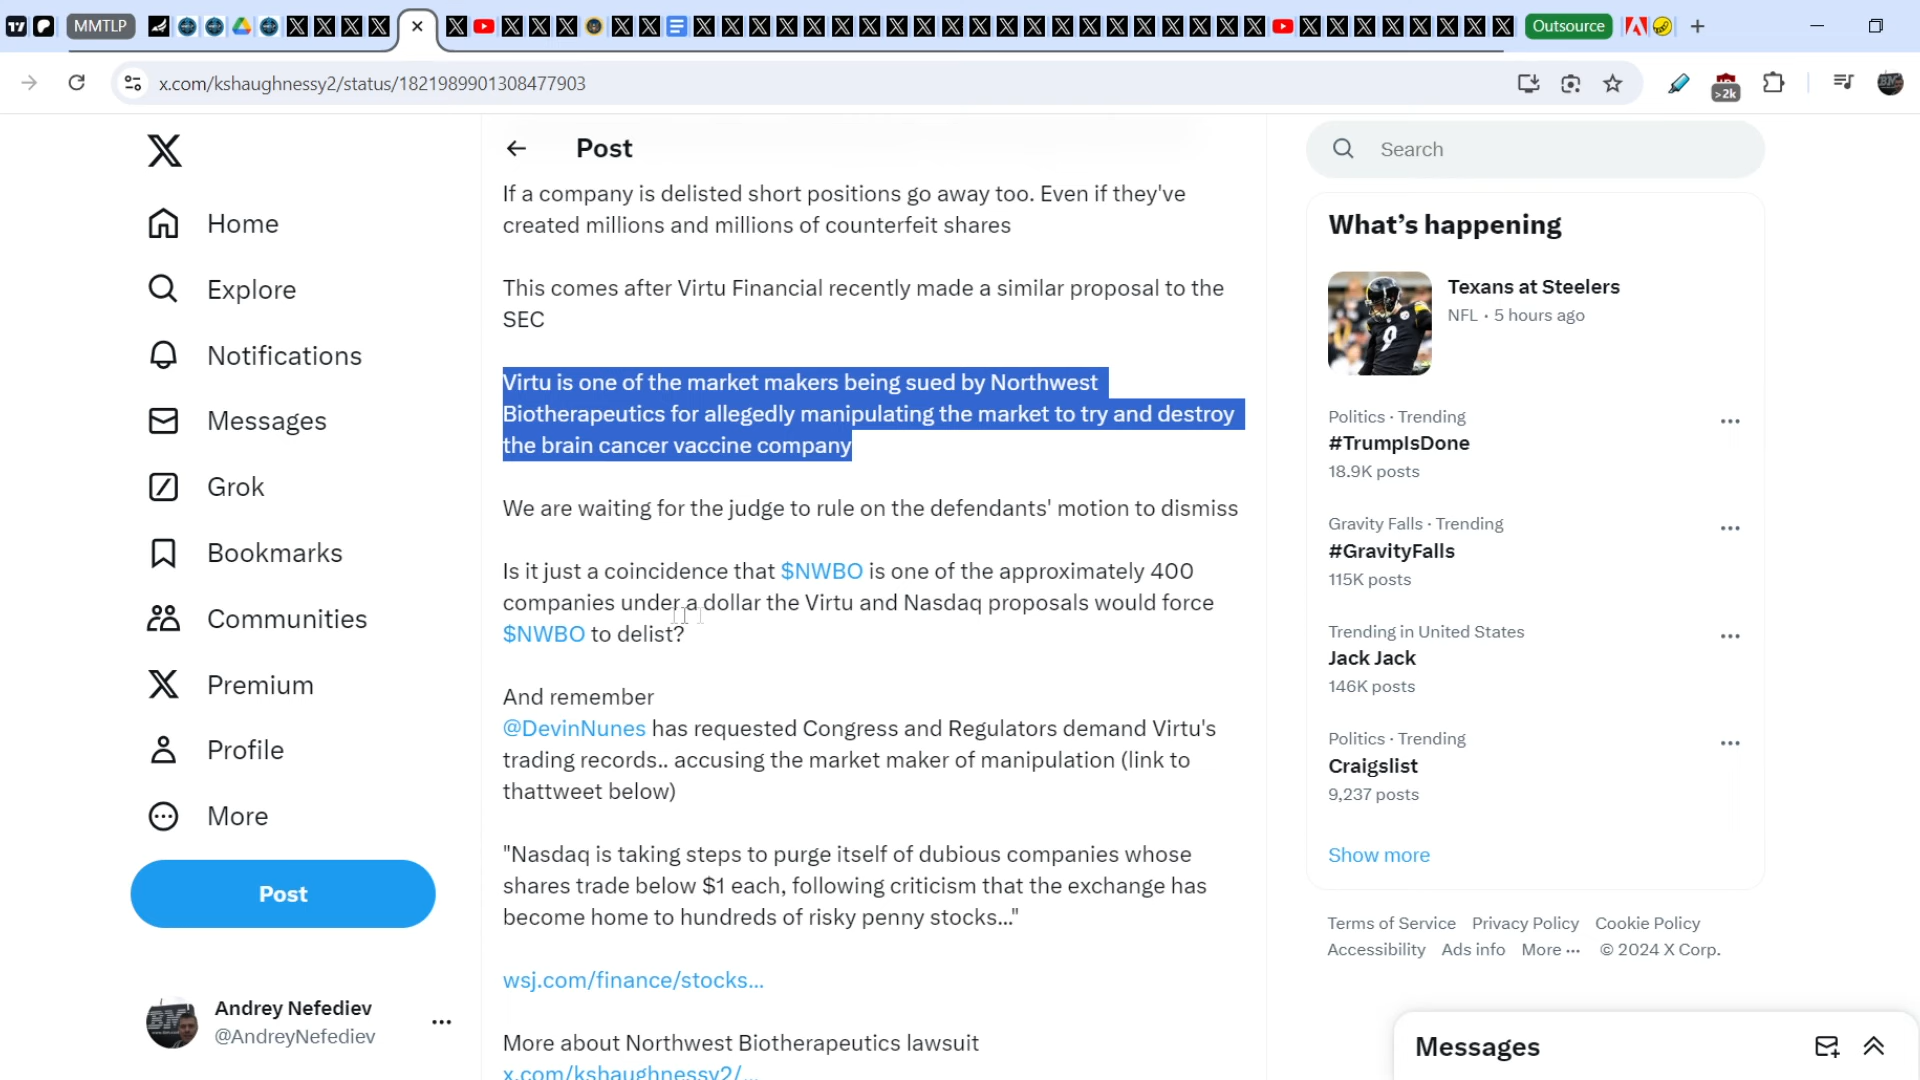 MMTLP
Outsource
x.com/kshaughnessy2/status/1821989901308477903
>2k
Home
Explore
Notifications
Messages
Grok
Bookmarks
Communities
Premium
Profile
More
Post
Andrey Nefediev
@AndreyNefediev
Post
If a company is delisted short positions go away too. Even if they've
created millions and millions of counterfeit shares
This comes after Virtu Financial recently made a similar proposal to the
SEC
Virtu is one of the market makers being sued by Northwest
Biotherapeutics for allegedly manipulating the market to try and destroy
the brain cancer vaccine company
We are waiting for the judge to rule on the defendants' motion to dismiss
Is it just a coincidence that $NWBO is one of the approximately 400
companies under a dollar the Virtu and Nasdaq proposals would force
$NWBO to delist?
And remember
@DevinNunes has requested Congress and Regulators demand Virtu's
trading records.. accusing the market maker of manipulation (link to
thattweet below)
"Nasdaq is taking steps to purge itself of dubious companies whose
shares trade below $1 each, following criticism that the exchange has
become home to hundreds of risky penny stocks..."
wsj.com/finance/stocks...
More about Northwest Biotherapeutics lawsuit
x.com/kshaughnessy2/...
Search
What's happening
Texans at Steelers
NFL · 5 hours ago
Politics · Trending
#TrumpIsDone
18.9K posts
Gravity Falls · Trending
#GravityFalls
115K posts
Trending in United States
Jack Jack
146K posts
Politics · Trending
Craigslist
9,237 posts
Show more
Terms of Service Privacy Policy Cookie Policy
Accessibility Ads info More ··· © 2024 X Corp.
Messages